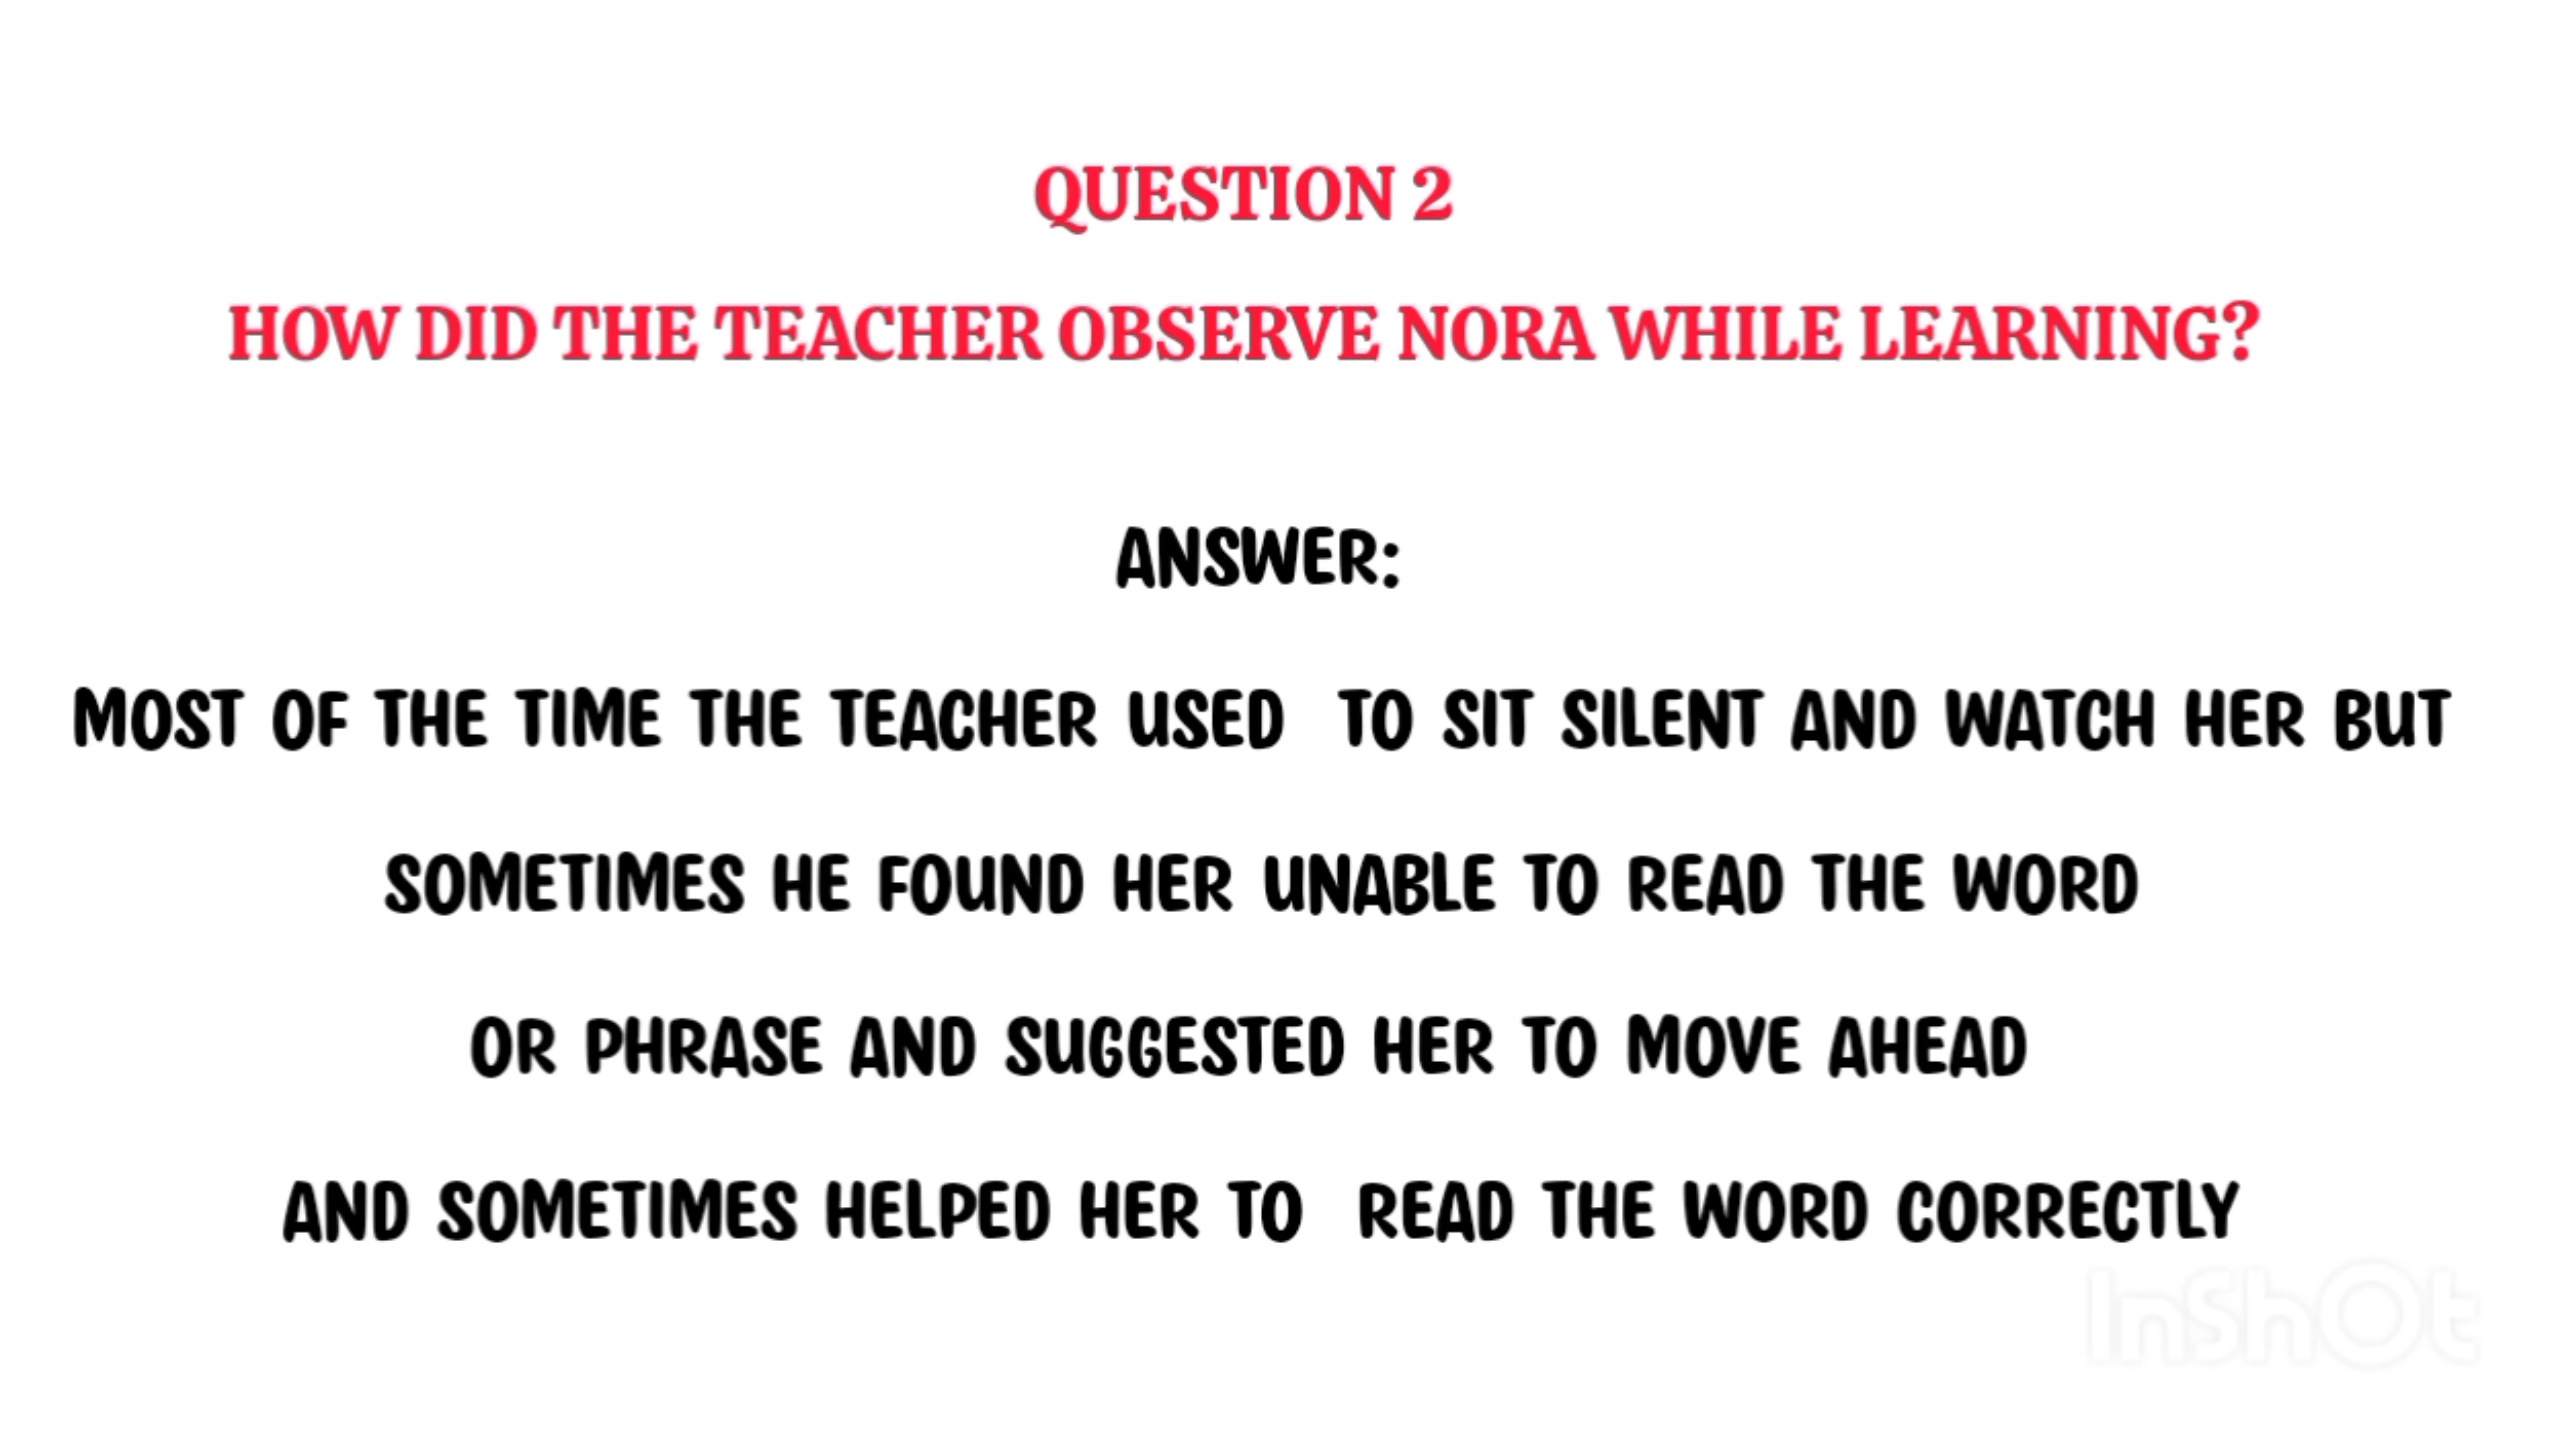 QUESTION 2
HOW DID THE TEACHER OBSERVE NORA WHILE LEARNING?
ANSWER:
MOST OF THE TIME THE TEACHER USED TO SIT SILENT AND WATCH HER BUT
SOMETIMES HE FOUND HER UNABLE TO READ THE WORD
OR PHRASE AND SUGGESTED HER TO MOVE AHEAD
AND SOMETIMES HELPED HER TO READ THE WORD CORRECTLY
InShOt